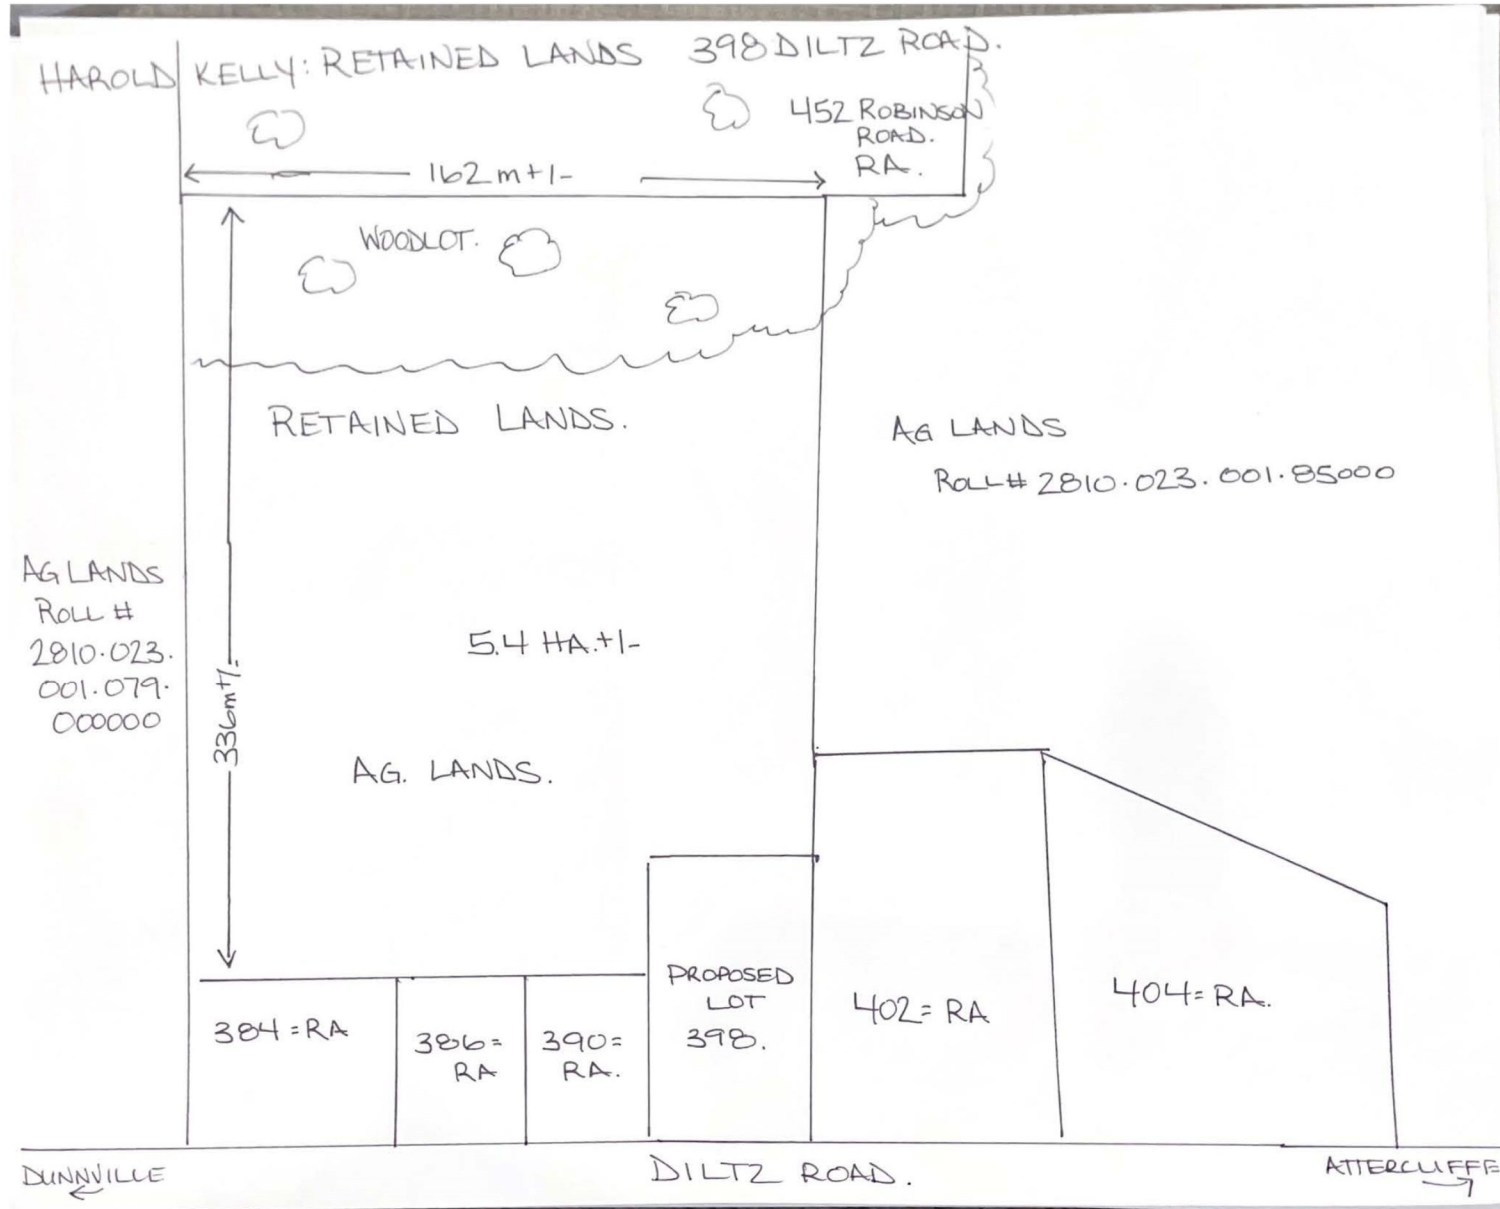 HAROLD KELLY: RETAINED LANDS 398 DILTZ ROAD.
452 ROBINSON
ROAD.
RA.
162m+/-
WOODLOT.
RETAINED LANDS.
AG LANDS
ROLL# 2810.023.001.85000
AG LANDS
ROLL #
2810.023.
001.079.
000000
336m+/-
5.4 HA.+/-
AG. LANDS.
384=RA
386=
RA
390=
RA.
PROPOSED
LOT
398.
402=RA
404=RA.
DUNNVILLE
DILTZ ROAD.
ATTERCLIFFE